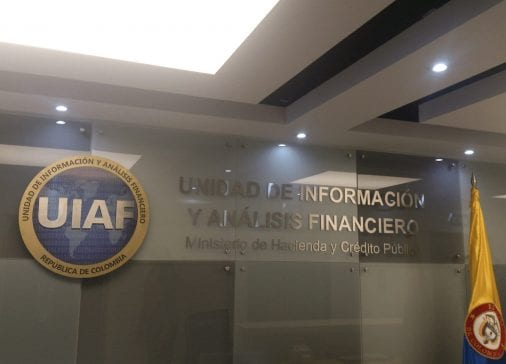 UNIDAD DE INFORMACIÓN Y ANÁLISIS FINANCIERO
UIAF
REPÚBLICA DE COLOMBIA
UNIDAD DE INFORMACIÓN
Y ANÁLISIS FINANCIERO
Ministerio de Hacienda y Crédito Público